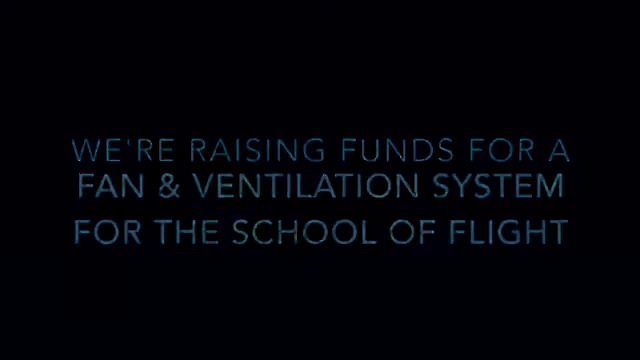 WE'RE RAISING FUNDS FOR A
FAN & VENTILATION SYSTEM
FOR THE SCHOOL OF FLIGHT